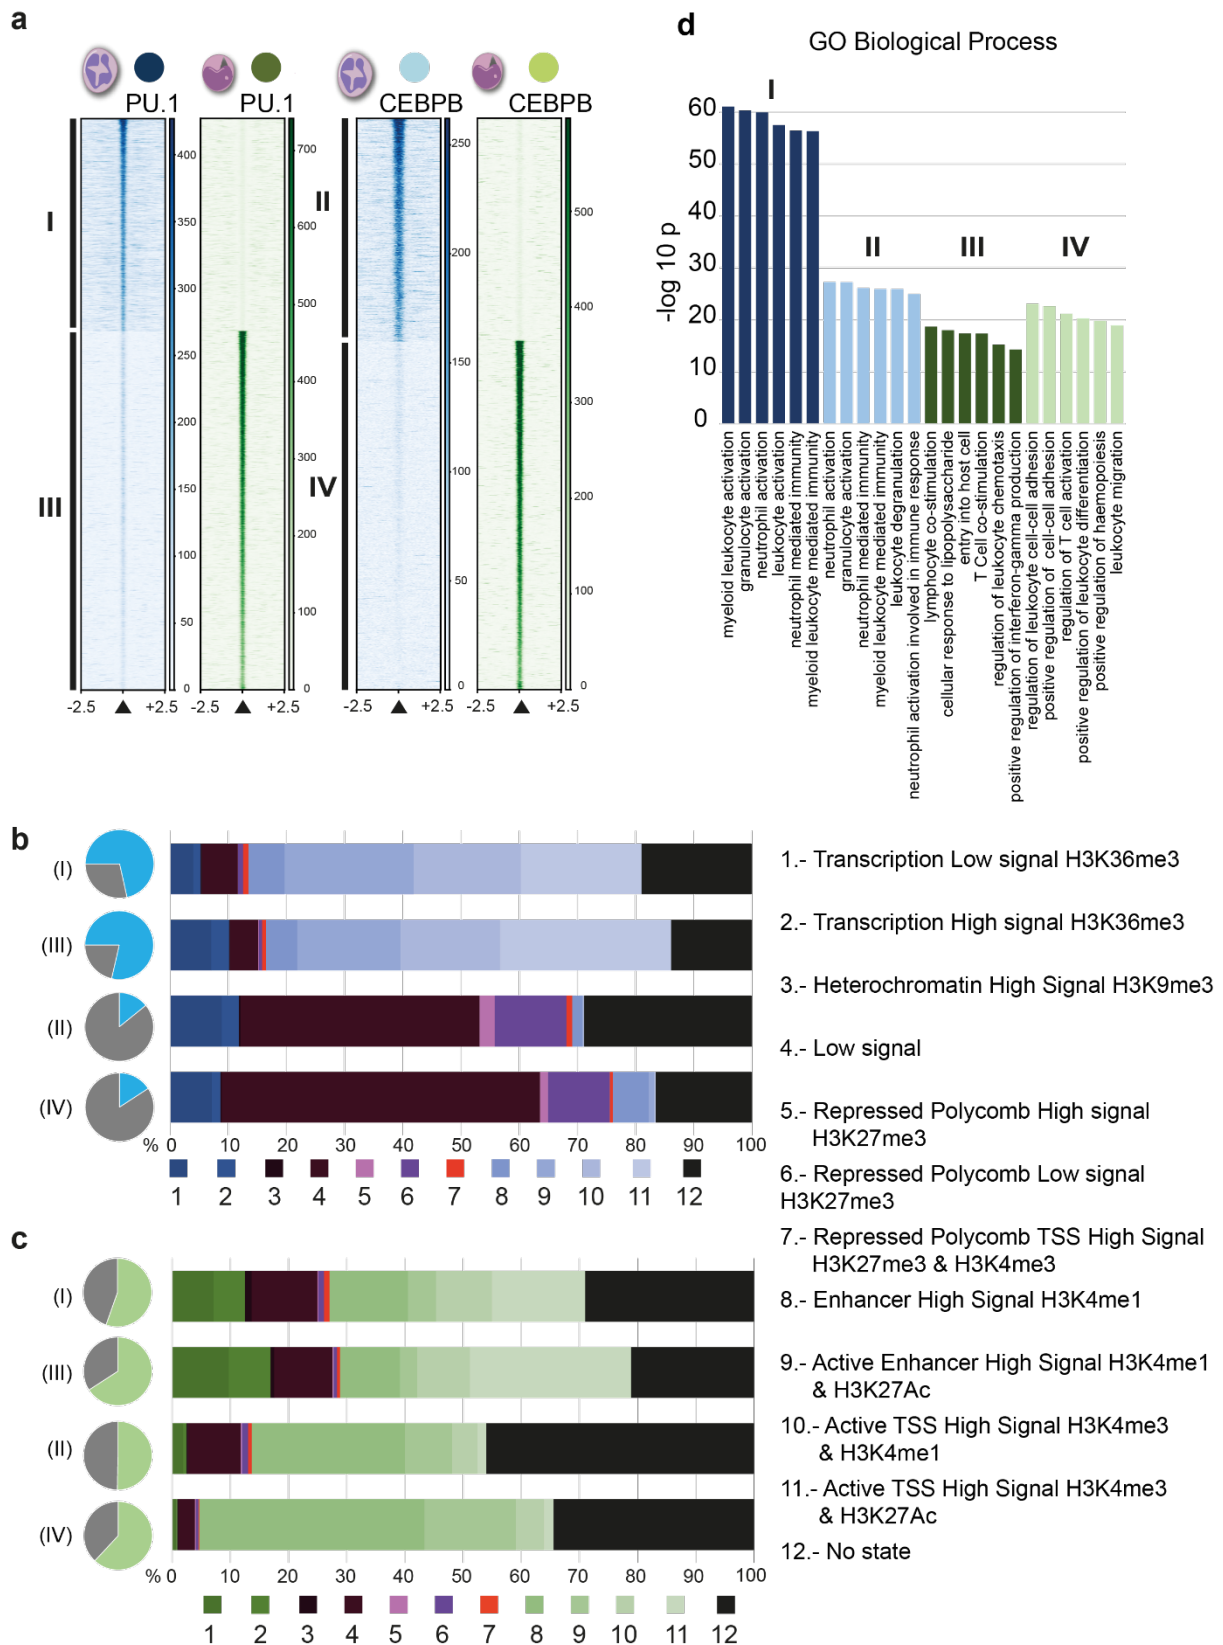 a
PU.1
PU.1
CEBPB
CEBPB
I
III
II
IV
400
350
300
250
200
150
100
50
0
700
600
500
400
300
200
100
0
250
200
150
100
50
0
500
400
300
200
100
0
-2.5 +2.5
-2.5 +2.5
-2.5 +2.5
-2.5 +2.5
d
GO Biological Process
-log 10 p
60
50
40
30
20
10
0
I
II
III
IV
myeloid leukocyte activation
granulocyte activation
neutrophil activation
leukocyte activation
neutrophil mediated immunity
myeloid leukocyte mediated immunity
neutrophil activation
granulocyte activation
neutrophil mediated immunity
myeloid leukocyte mediated immunity
leukocyte degranulation
neutrophil activation involved in immune response
lymphocyte co-stimulation
cellular response to lipopolysaccharide
entry into host cell
T Cell co-stimulation
regulation of leukocyte chemotaxis
positive regulation of interferon-gamma production
regulation of leukocyte cell-cell adhesion
positive regulation of cell-cell adhesion
regulation of T cell activation
positive regulation of leukocyte differentiation
positive regulation of haemopoiesis
leukocyte migration
b
(I)
(III)
(II)
(IV)
% 0 10 20 30 40 50 60 70 80 90 100
1 2 3 4 5 6 7 8 9 10 11 12
c
(I)
(III)
(II)
(IV)
% 0 10 20 30 40 50 60 70 80 90 100
1 2 3 4 5 6 7 8 9 10 11 12
1.- Transcription Low signal H3K36me3
2.- Transcription High signal H3K36me3
3.- Heterochromatin High Signal H3K9me3
4.- Low signal
5.- Repressed Polycomb High signal
H3K27me3
6.- Repressed Polycomb Low signal
H3K27me3
7.- Repressed Polycomb TSS High Signal
H3K27me3 & H3K4me3
8.- Enhancer High Signal H3K4me1
9.- Active Enhancer High Signal H3K4me1
& H3K27Ac
10.- Active TSS High Signal H3K4me3
& H3K4me1
11.- Active TSS High Signal H3K4me3
& H3K27Ac
12.- No state